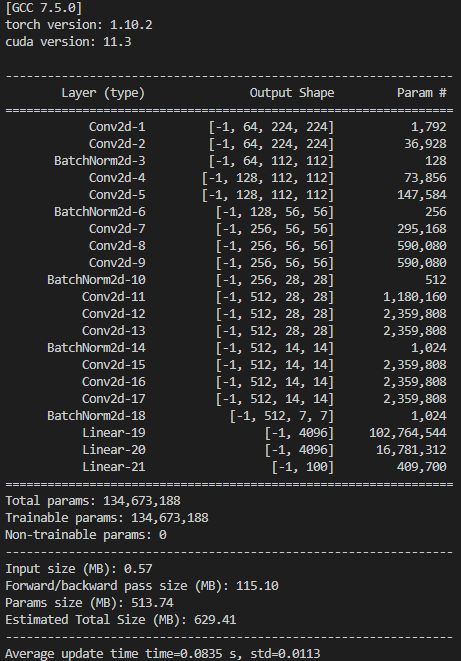 [GCC 7.5.0]
torch version: 1.10.2
cuda version: 11.3
----------------------------------------------------------------
Layer (type) Output Shape Param #
================================================================
Conv2d-1 [-1, 64, 224, 224] 1,792
Conv2d-2 [-1, 64, 224, 224] 36,928
BatchNorm2d-3 [-1, 64, 112, 112] 128
Conv2d-4 [-1, 128, 112, 112] 73,856
Conv2d-5 [-1, 128, 112, 112] 147,584
BatchNorm2d-6 [-1, 128, 56, 56] 256
Conv2d-7 [-1, 256, 56, 56] 295,168
Conv2d-8 [-1, 256, 56, 56] 590,080
Conv2d-9 [-1, 256, 56, 56] 590,080
BatchNorm2d-10 [-1, 256, 28, 28] 512
Conv2d-11 [-1, 512, 28, 28] 1,180,160
Conv2d-12 [-1, 512, 28, 28] 2,359,808
Conv2d-13 [-1, 512, 28, 28] 2,359,808
BatchNorm2d-14 [-1, 512, 14, 14] 1,024
Conv2d-15 [-1, 512, 14, 14] 2,359,808
Conv2d-16 [-1, 512, 14, 14] 2,359,808
Conv2d-17 [-1, 512, 14, 14] 2,359,808
BatchNorm2d-18 [-1, 512, 7, 7] 1,024
Linear-19 [-1, 4096] 102,764,544
Linear-20 [-1, 4096] 16,781,312
Linear-21 [-1, 100] 409,700
================================================================
Total params: 134,673,188
Trainable params: 134,673,188
Non-trainable params: 0
----------------------------------------------------------------
Input size (MB): 0.57
Forward/backward pass size (MB): 115.10
Params size (MB): 513.74
Estimated Total Size (MB): 629.41
----------------------------------------------------------------
Average update time time=0.0835 s, std=0.0113